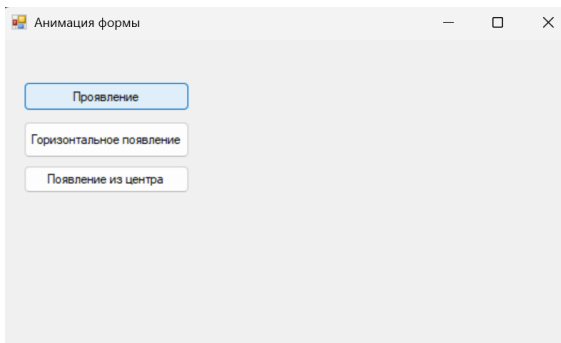 Анимация формы
Проявление
Горизонтальное появление
Появление из центра